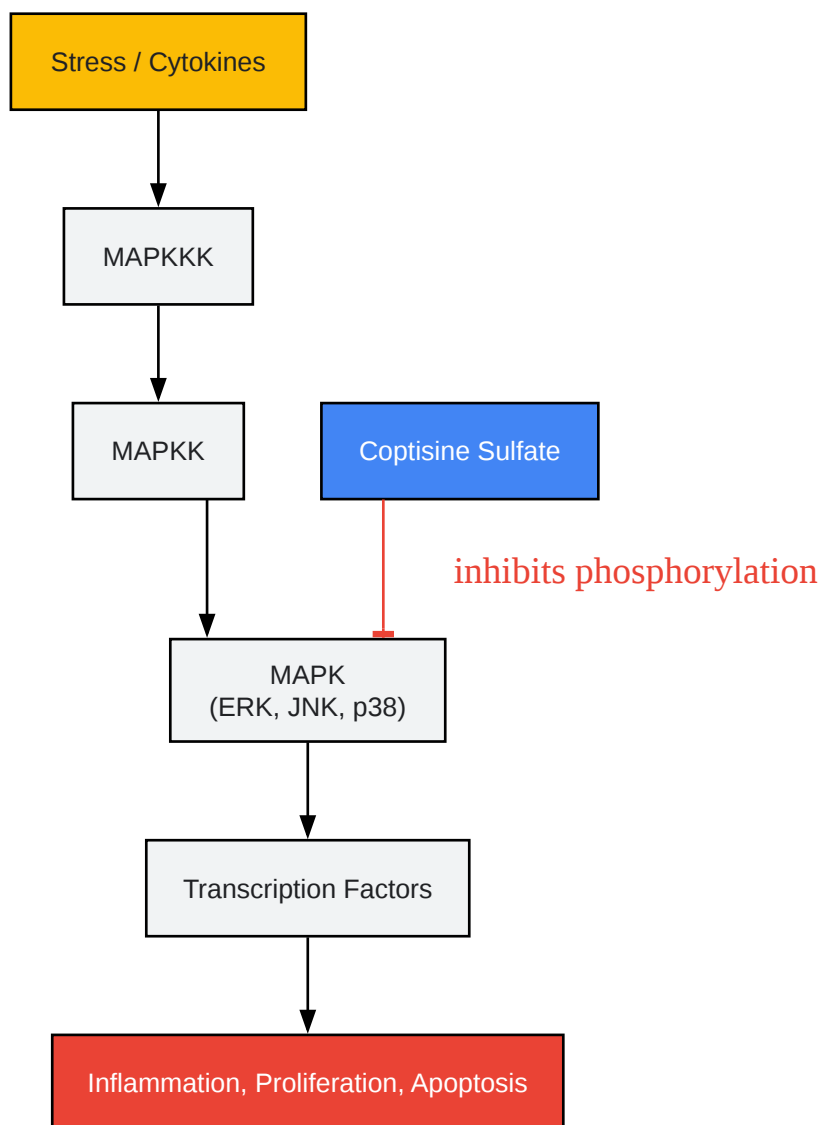 Stress / Cytokines
MAPKKK
MAPKK
Coptisine Sulfate
inhibits phosphorylation
MAPK
(ERK, JNK, p38)
Transcription Factors
Inflammation, Proliferation, Apoptosis